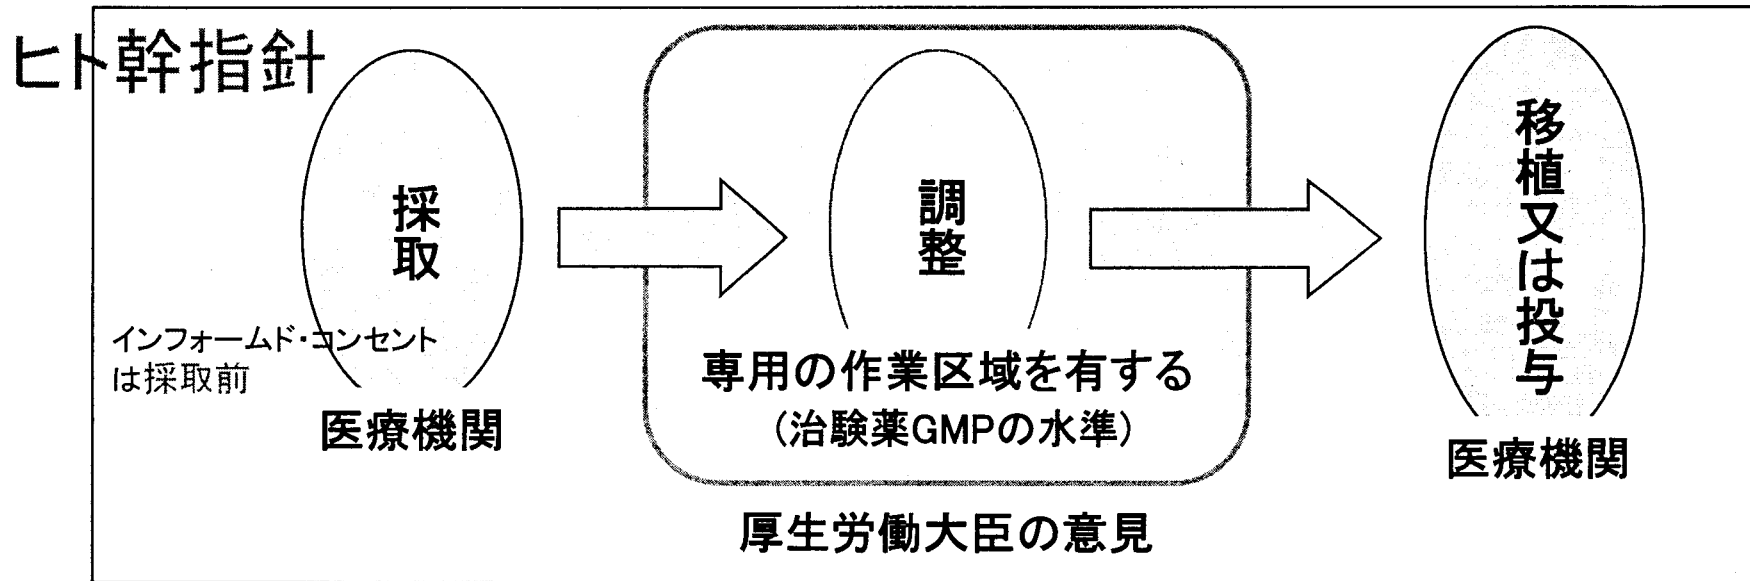 ヒト幹指針
採取
インフォームド・コンセント
は採取前
医療機関
調整
専用の作業区域を有する
(治験薬GMPの水準)
厚生労働大臣の意見
移植又は投与
医療機関